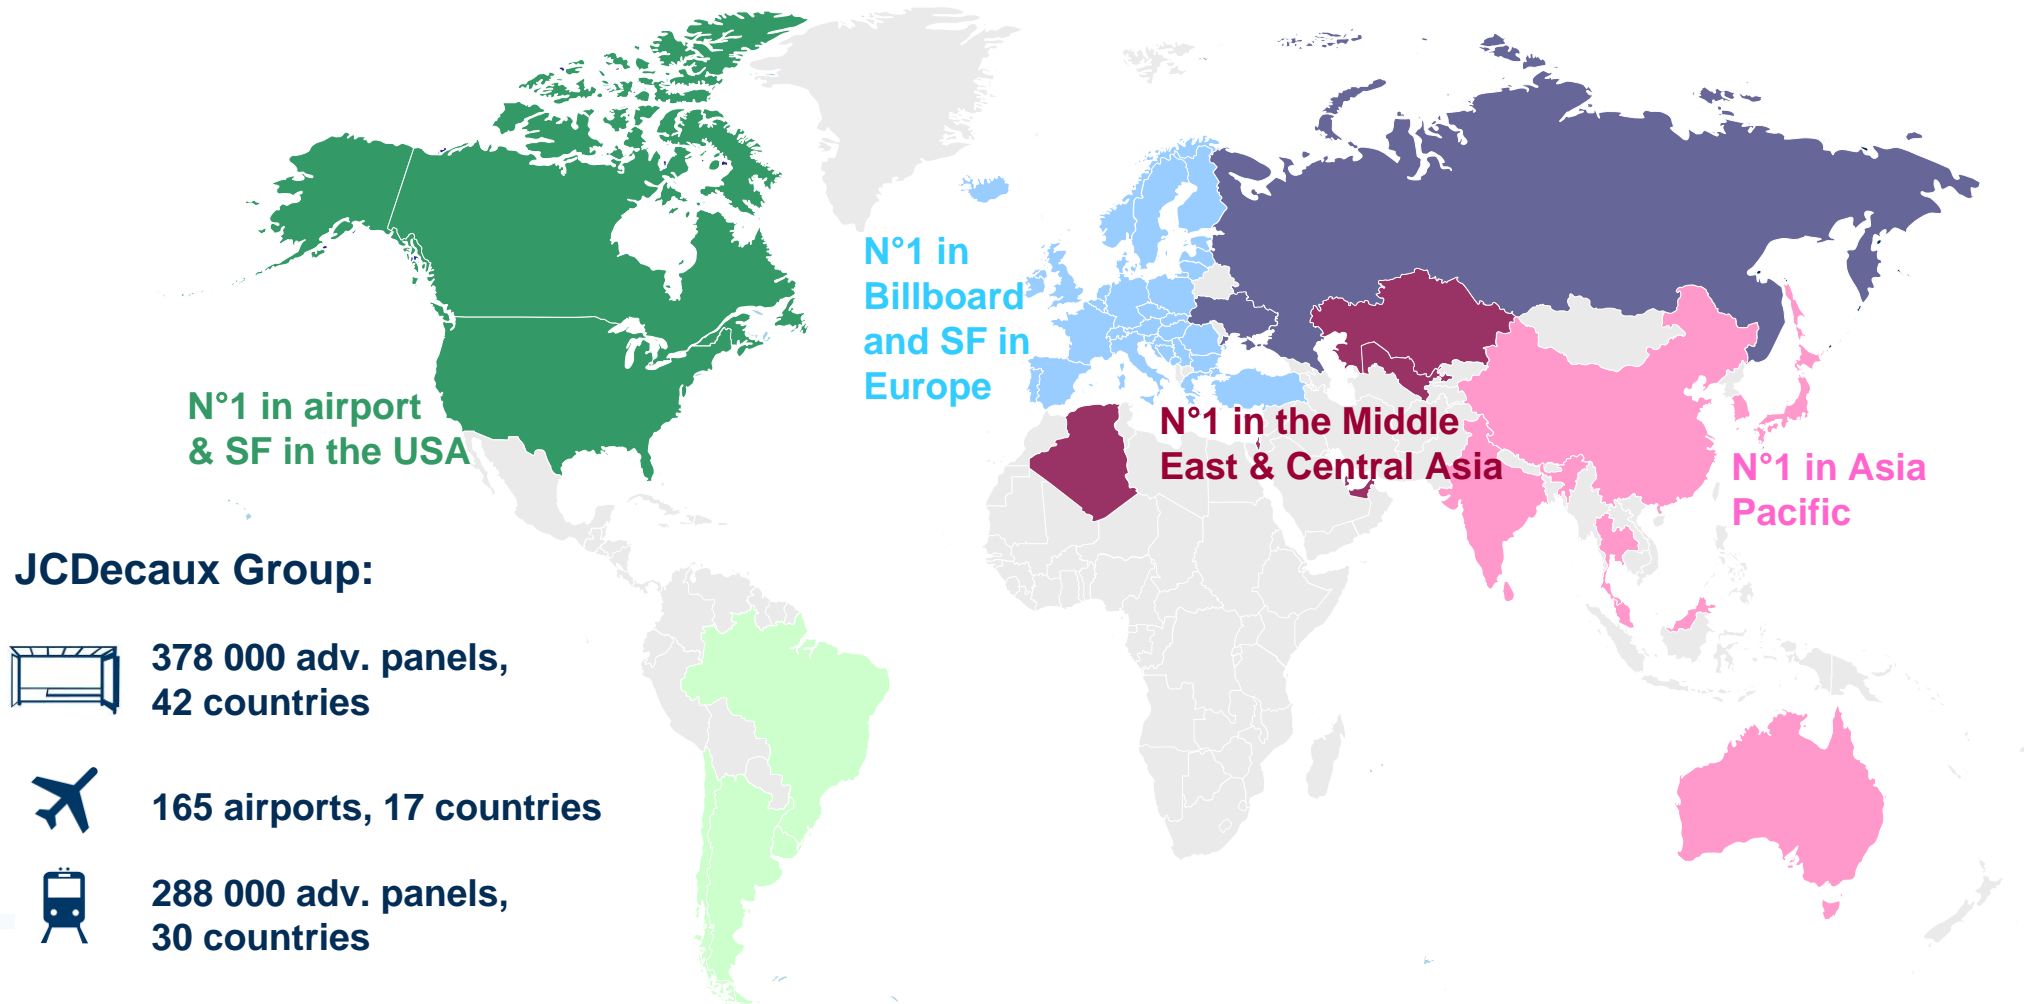 N°1 in airport
& SF in the USA
N°1 in
Billboard
and SF in
Europe
N°1 in the Middle
East & Central Asia
N°1 in Asia
Pacific
JCDecaux Group:
378 000 adv. panels,
42 countries
165 airports, 17 countries
288 000 adv. panels,
30 countries